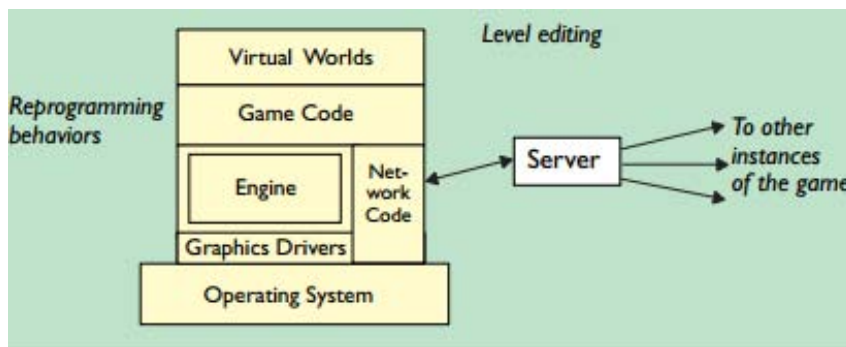 Level editing
Virtual Worlds
Reprogramming
behaviors
Game Code
Engine
Net-
work
Code
Server
To other
instances
of the game
Graphics Drivers
Operating System